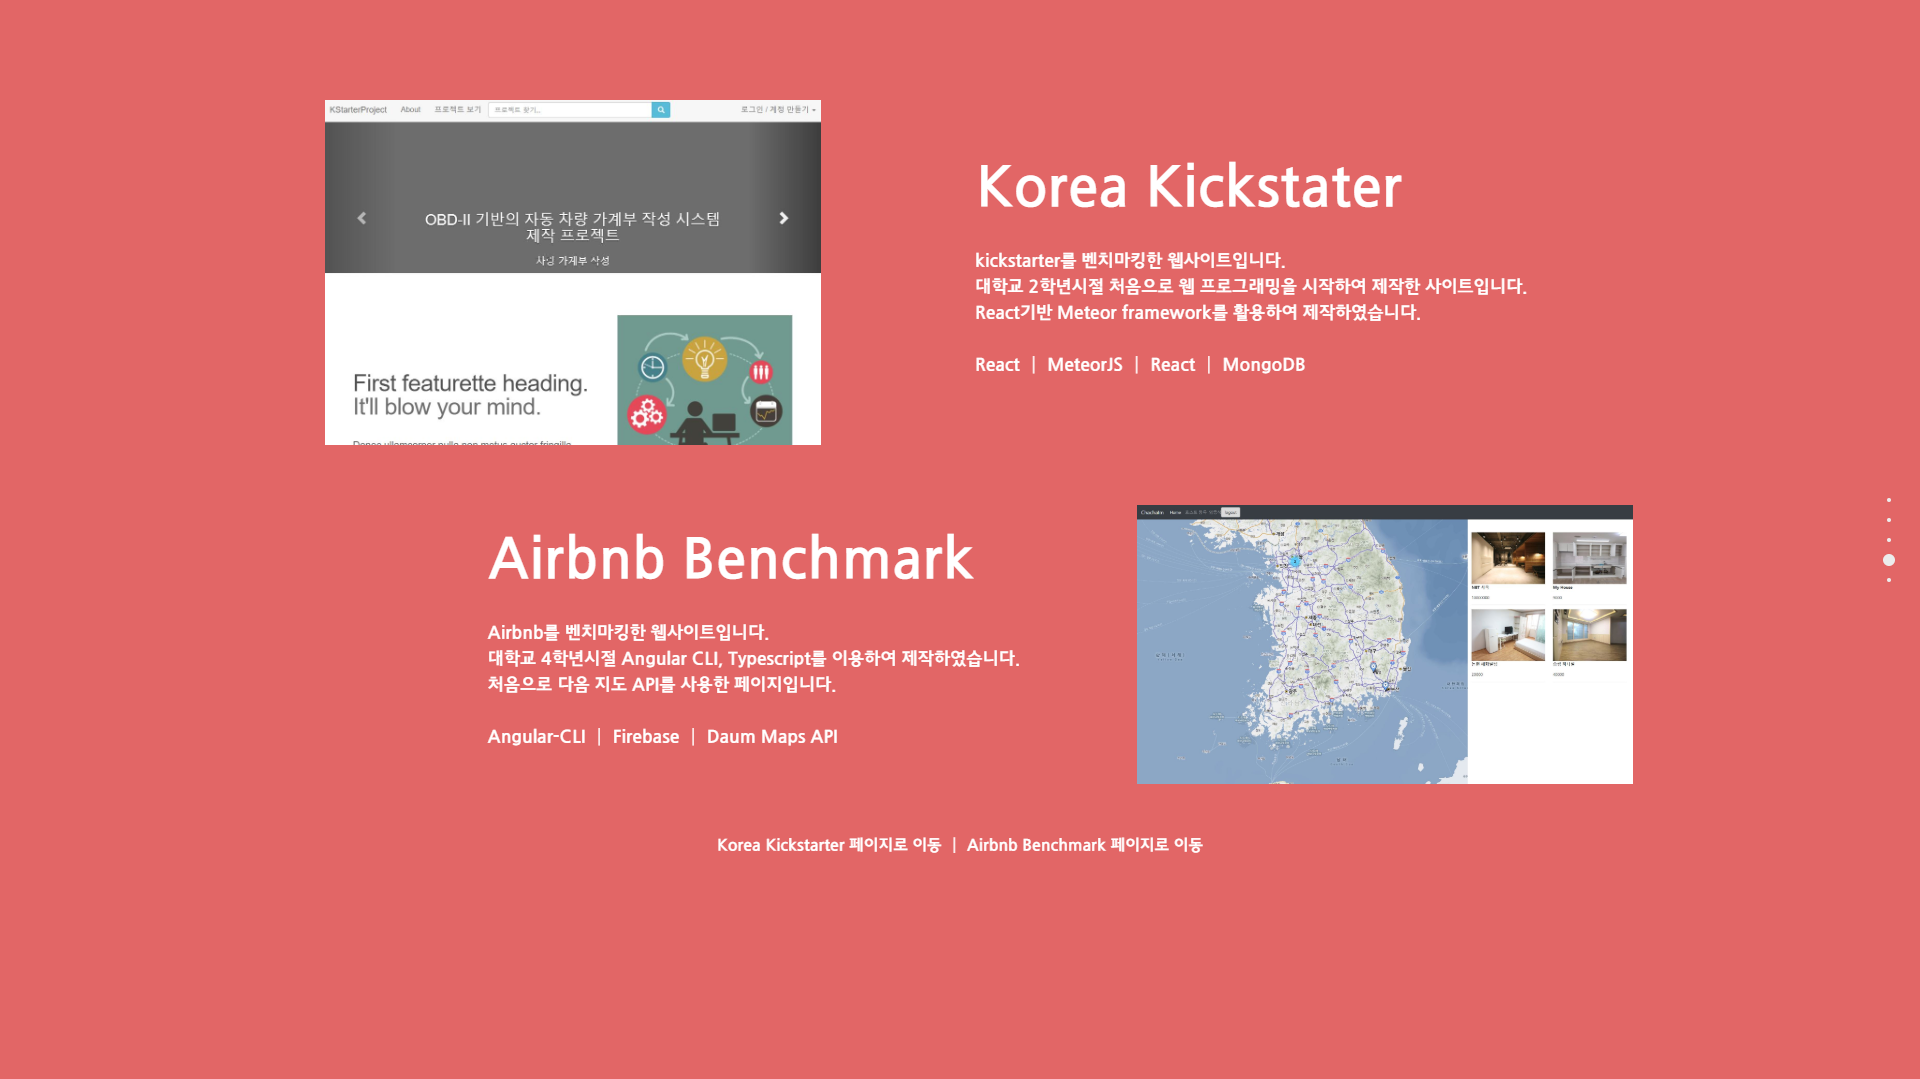 KStarterProject About 프로젝트 보기 프로젝트 찾기... 로그인 / 계정 만들기
OBD-II 기반의 자동 차량 가계부 작성 시스템
제작 프로젝트
차량 가계부 작성
First featurette heading.
It'll blow your mind.
Korea Kickstater
kickstarter를 벤치마킹한 웹사이트입니다.
대학교 2학년시절 처음으로 웹 프로그래밍을 시작하여 제작한 사이트입니다.
React기반 Meteor framework를 활용하여 제작하였습니다.
React | MeteorJS | React | MongoDB
Airbnb Benchmark
Airbnb를 벤치마킹한 웹사이트입니다.
대학교 4학년시절 Angular CLI, Typescript를 이용하여 제작하였습니다.
처음으로 다음 지도 API를 사용한 페이지입니다.
Angular-CLI | Firebase | Daum Maps API
Home
My House
Korea Kickstarter 페이지로 이동 | Airbnb Benchmark 페이지로 이동